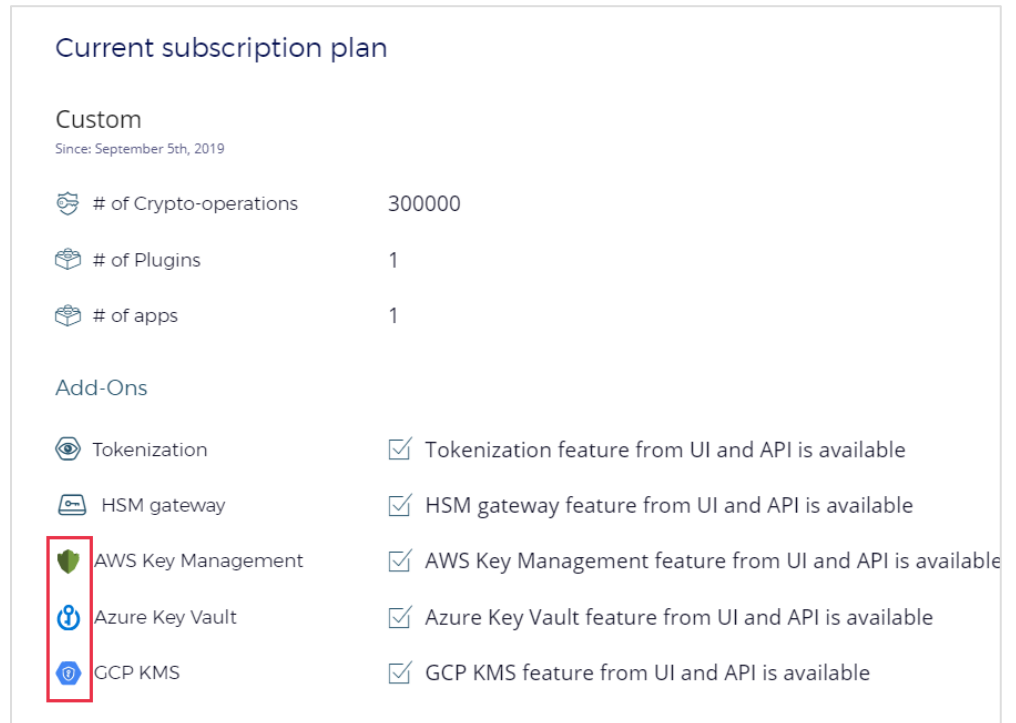 Current subscription plan
Custom
Since: September 5th, 2019
# of Crypto-operations 300000
# of Plugins 1
# of apps 1
Add-Ons
Tokenization Tokenization feature from UI and API is available
HSM gateway HSM gateway feature from UI and API is available
AWS Key Management AWS Key Management feature from UI and API is available
Azure Key Vault Azure Key Vault feature from UI and API is available
GCP KMS GCP KMS feature from UI and API is available